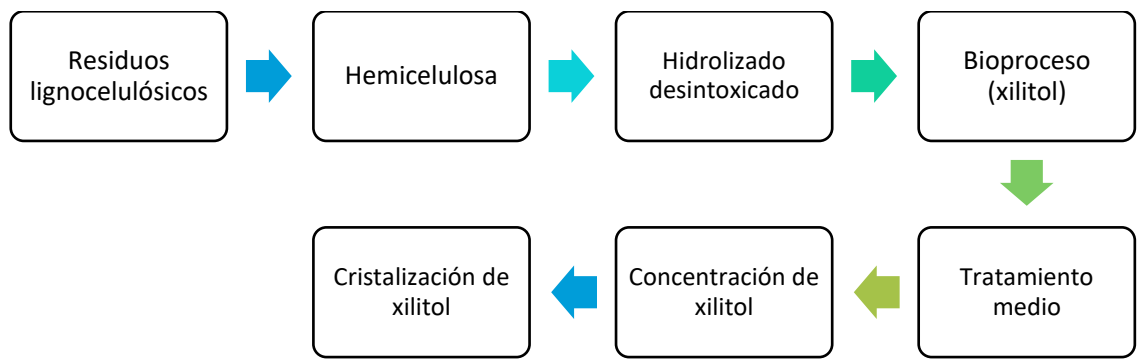 Residuos
lignocelulósicos
Hemicelulosa
Hidrolizado
desintoxicado
Bioproceso
(xilitol)
Tratamiento
medio
Concentración de
xilitol
Cristalización de
xilitol